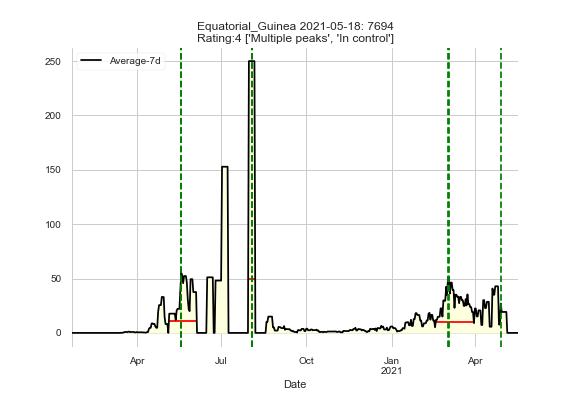 Equatorial_Guinea 2021-05-18: 7694
Rating:4 ['Multiple peaks', 'In control']
Average-7d
250
200
150
100
50
0
Apr
Jul
Oct
Jan
2021
Apr
Date